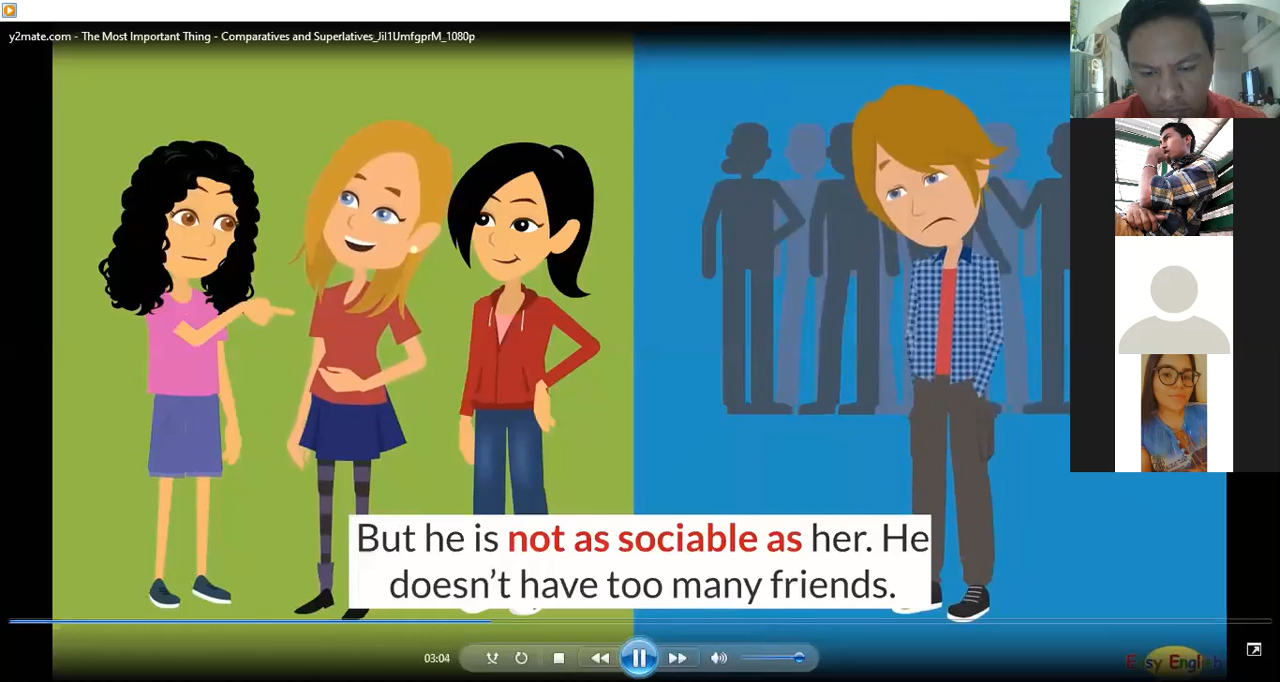 y2mate.com - The Most Important Thing - Comparatives and Superlatives_Jil1UmfgprM_1080p
But he is not as sociable as her. He
doesn't have too many friends.
03:04
Easy English